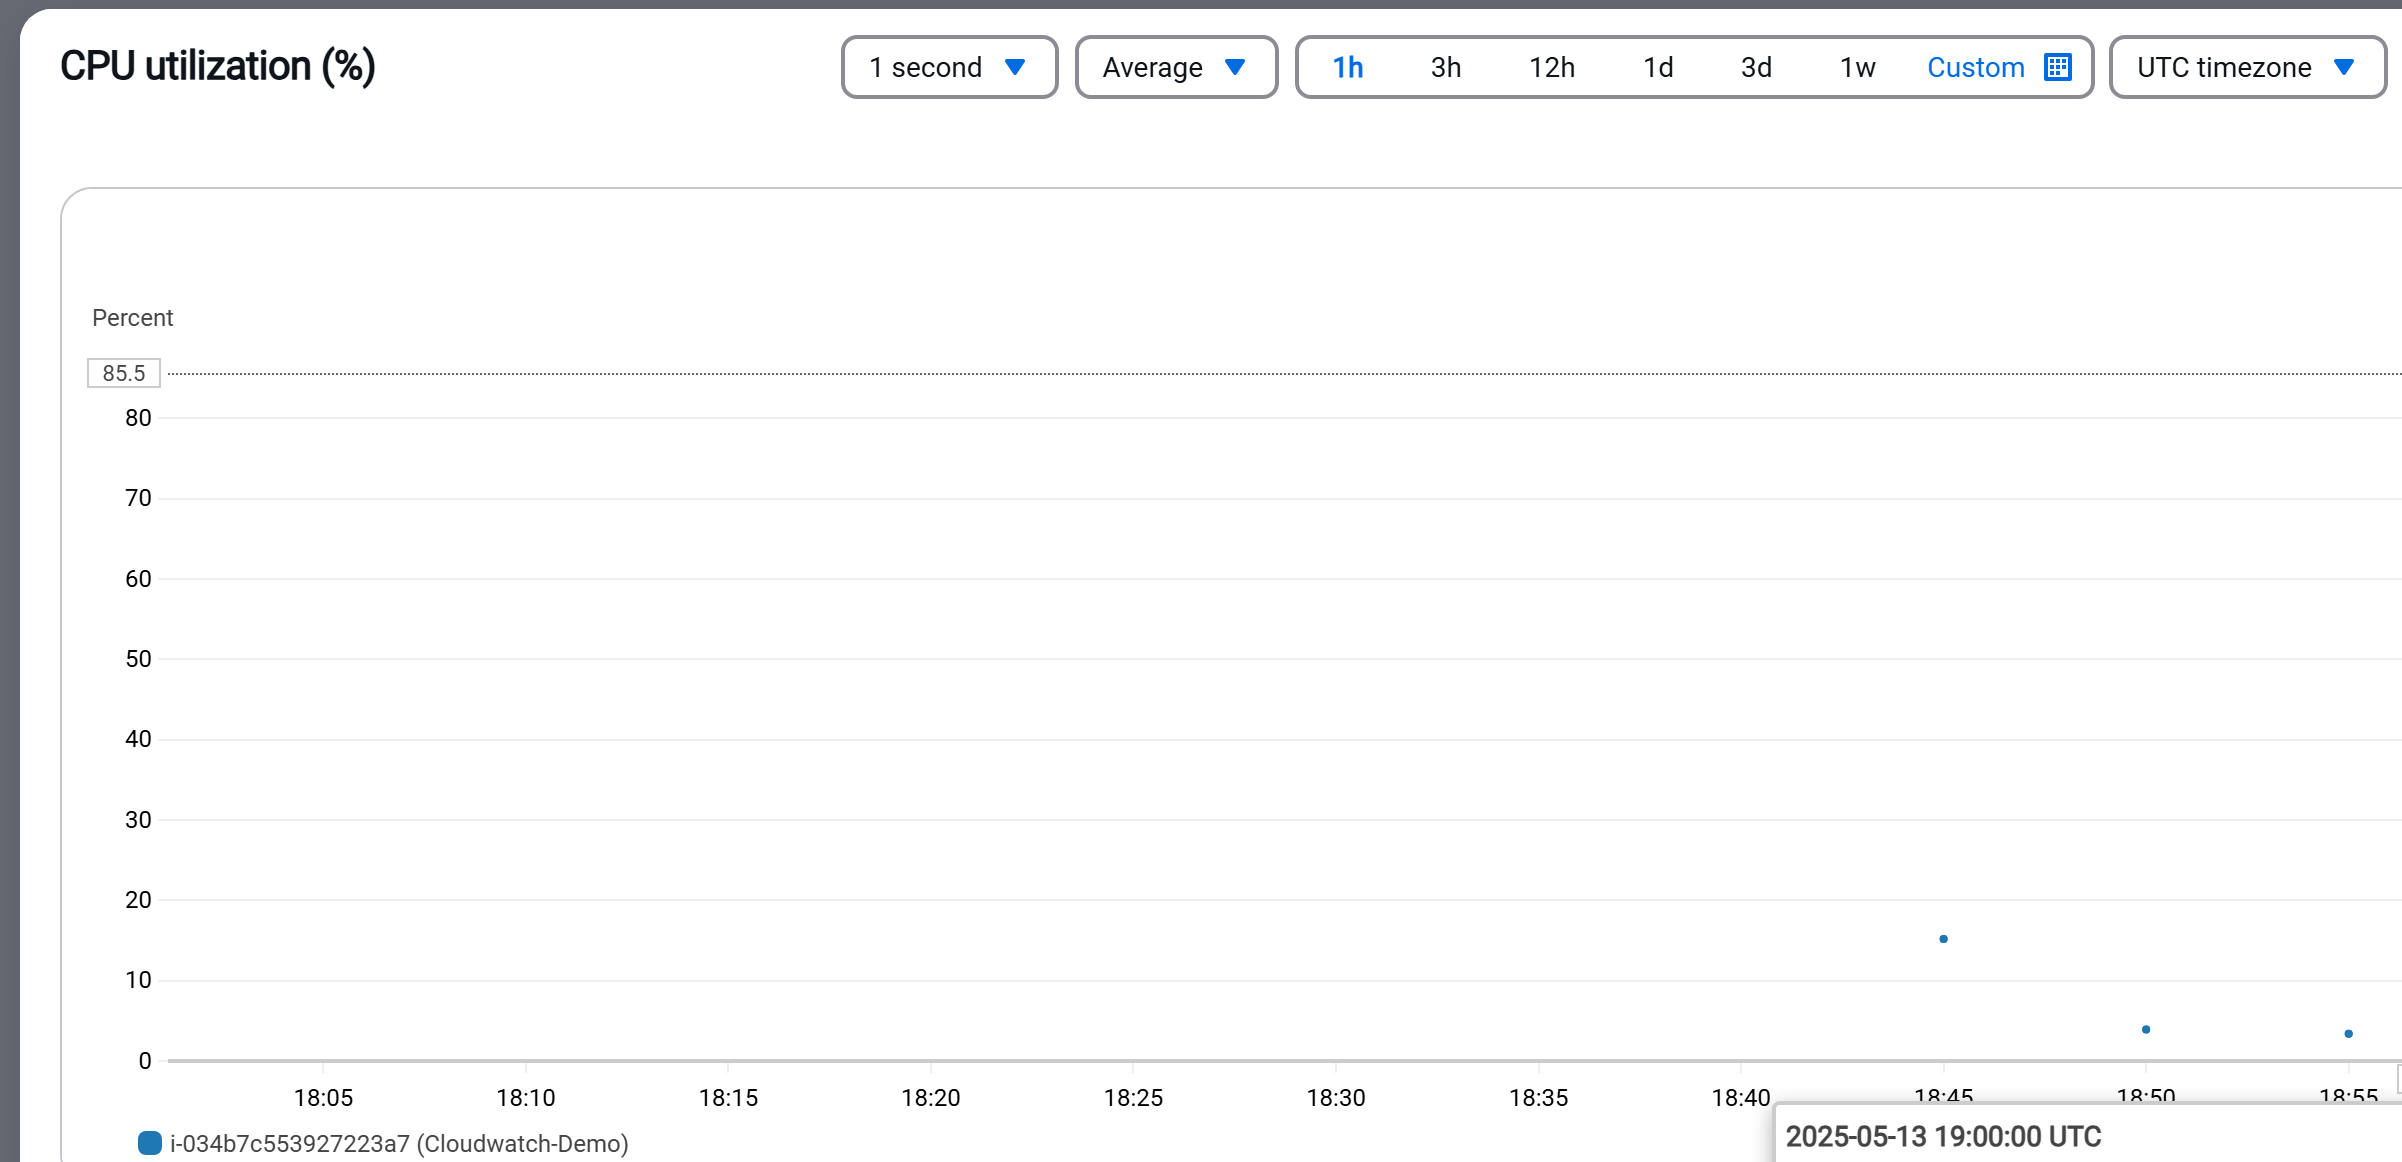 CPU utilization (%)
1 second
Average
1h 3h 12h 1d 3d 1w Custom
UTC timezone
Percent
85.5
80
70
60
50
40
30
20
10
0
18:05 18:10 18:15 18:20 18:25 18:30 18:35 18:40 18:45 18:50 18:55
i-034b7c553927223a7 (Cloudwatch-Demo)
2025-05-13 19:00:00 UTC